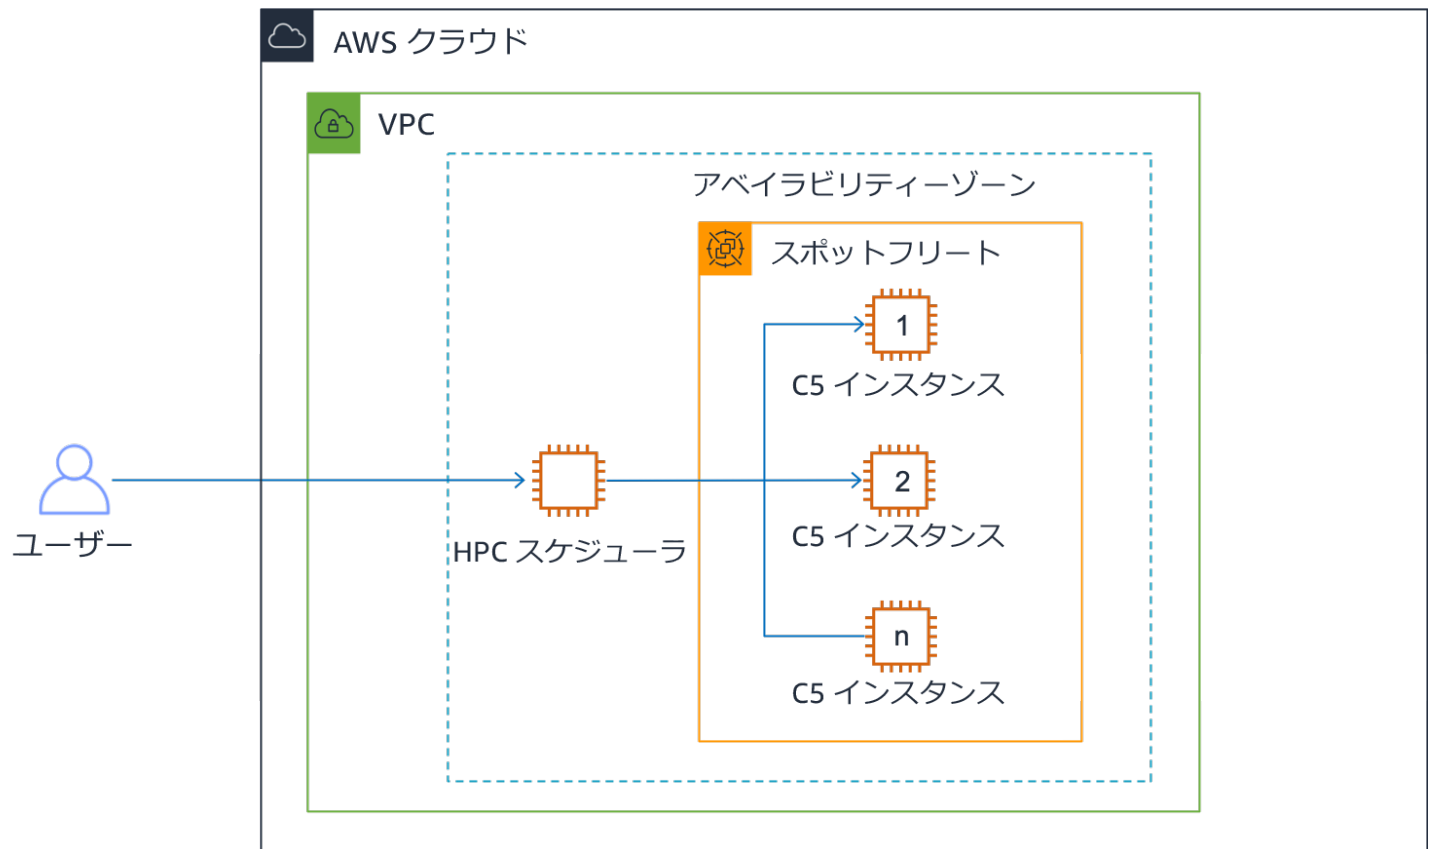 AWS クラウド
VPC
アベイラビリティーゾーン
スポットフリート
1
C5 インスタンス
2
C5 インスタンス
n
C5 インスタンス
HPC スケジューラ
ユーザー